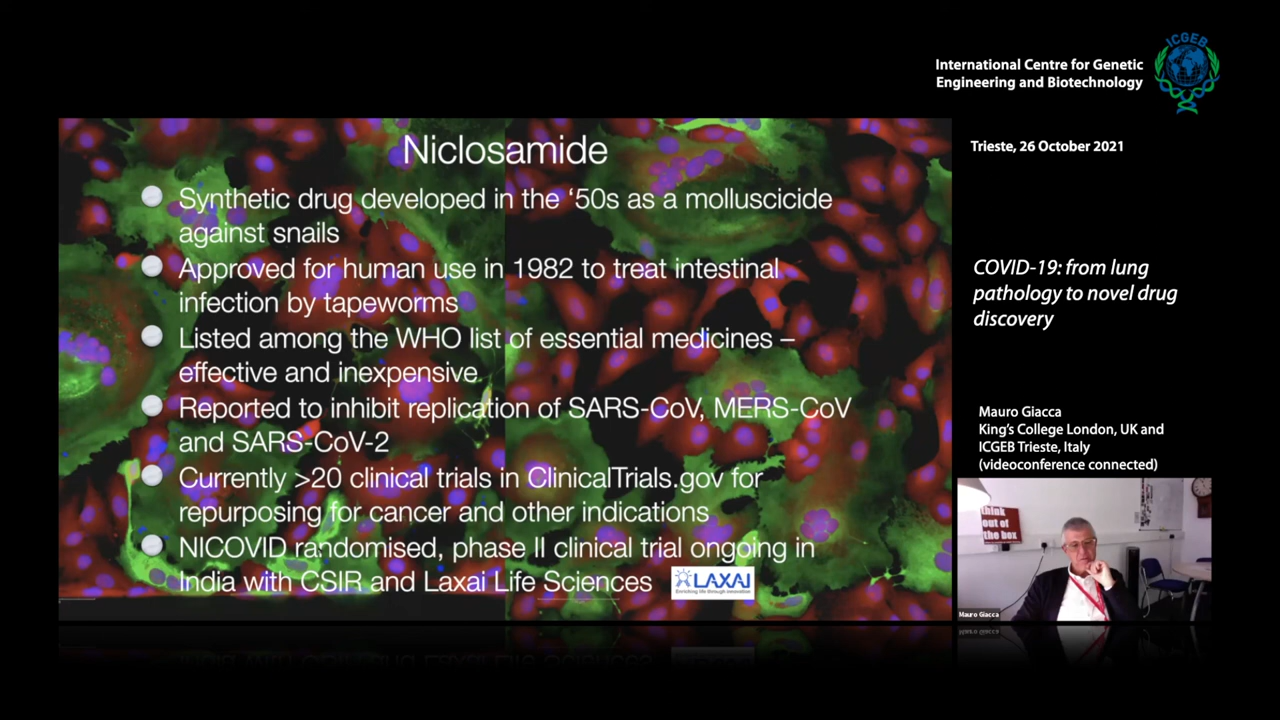 ICGEB
International Centre for Genetic
Engineering and Biotechnology
Trieste, 26 October 2021
Niclosamide
Synthetic drug developed in the ‘50s as a molluscicide
against snails
Approved for human use in 1982 to treat intestinal
infection by tapeworms
Listed among the WHO list of essential medicines –
effective and inexpensive
Reported to inhibit replication of SARS-CoV, MERS-CoV
and SARS-CoV-2
Currently >20 clinical trials in ClinicalTrials.gov for
repurposing for cancer and other indications
NICOVID randomised, phase II clinical trial ongoing in
India with CSIR and Laxai Life Sciences
LAXAI
Enriching life through innovation
COVID-19: from lung
pathology to novel drug
discovery
Mauro Giacca
King’s College London, UK and
ICGEB Trieste, Italy
(videoconference connected)
think
out of
the box
Mauro Giacca